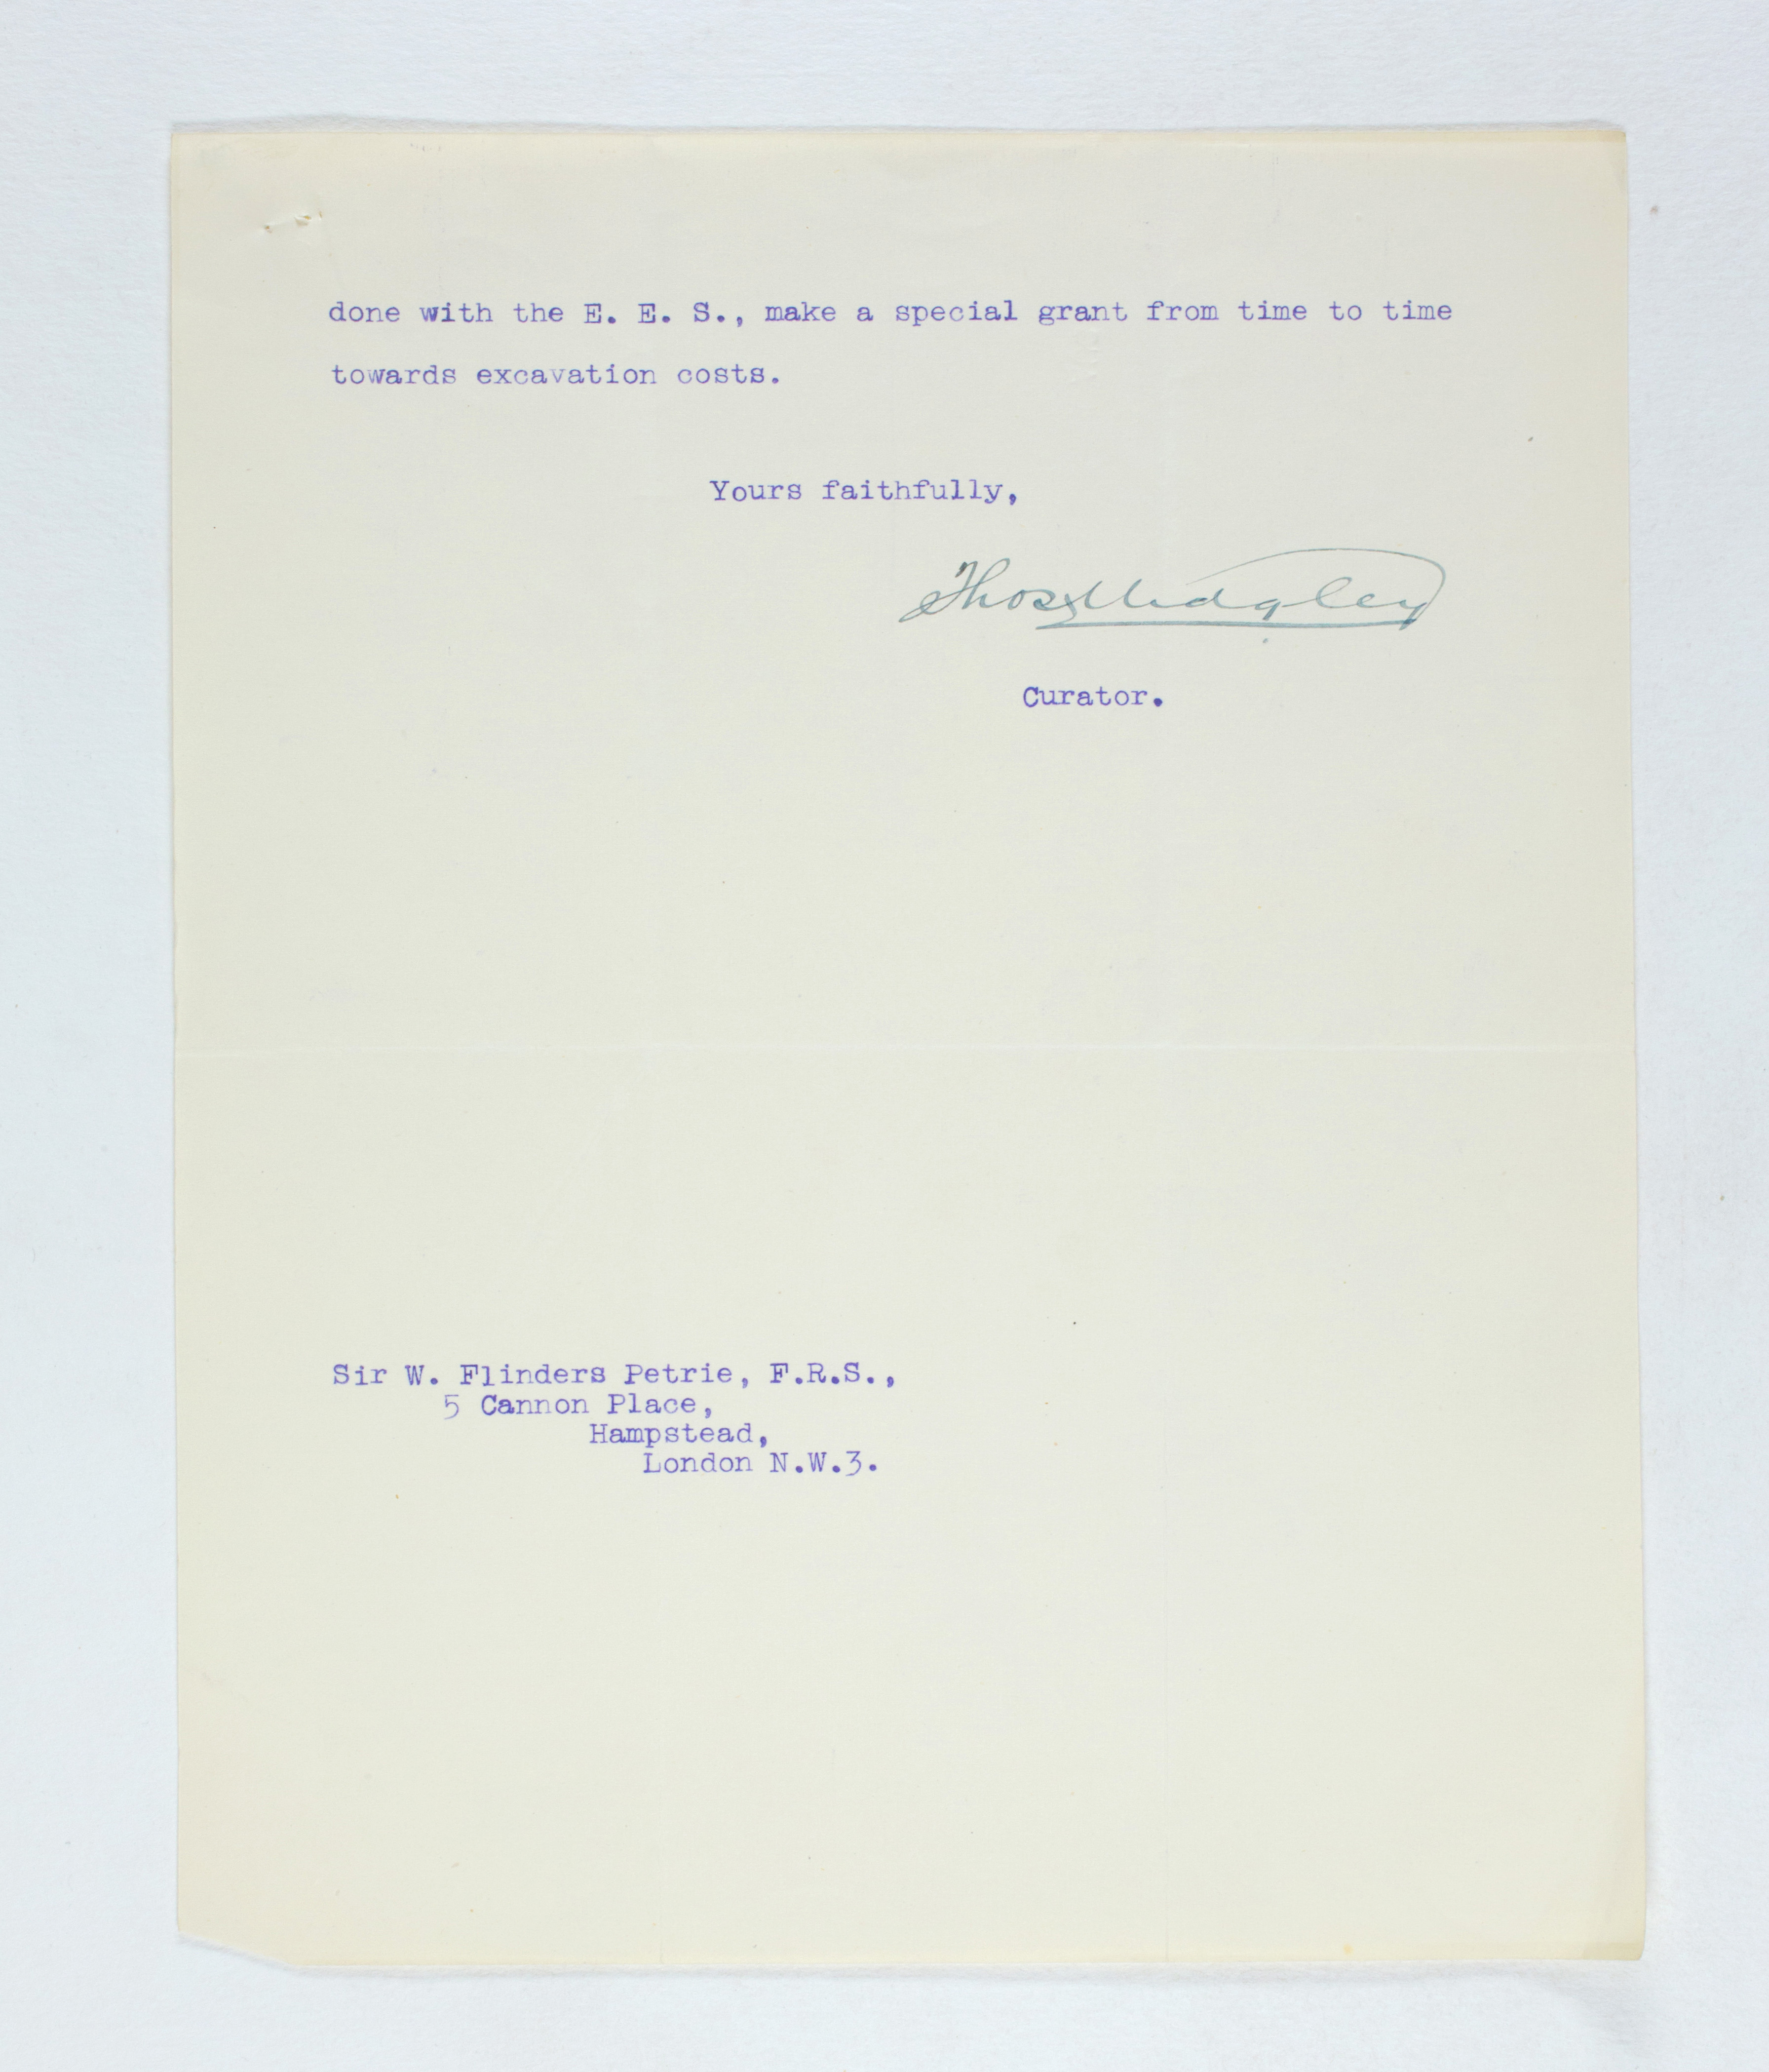 done with the E. E. S., make a special grant from time to time
towards excavation costs.
Yours faithfully,
Thos Midgley
Curator.
Sir W. Flinders Petrie, F.R.S.,
5 Cannon Place,
Hampstead,
London N.W.3.